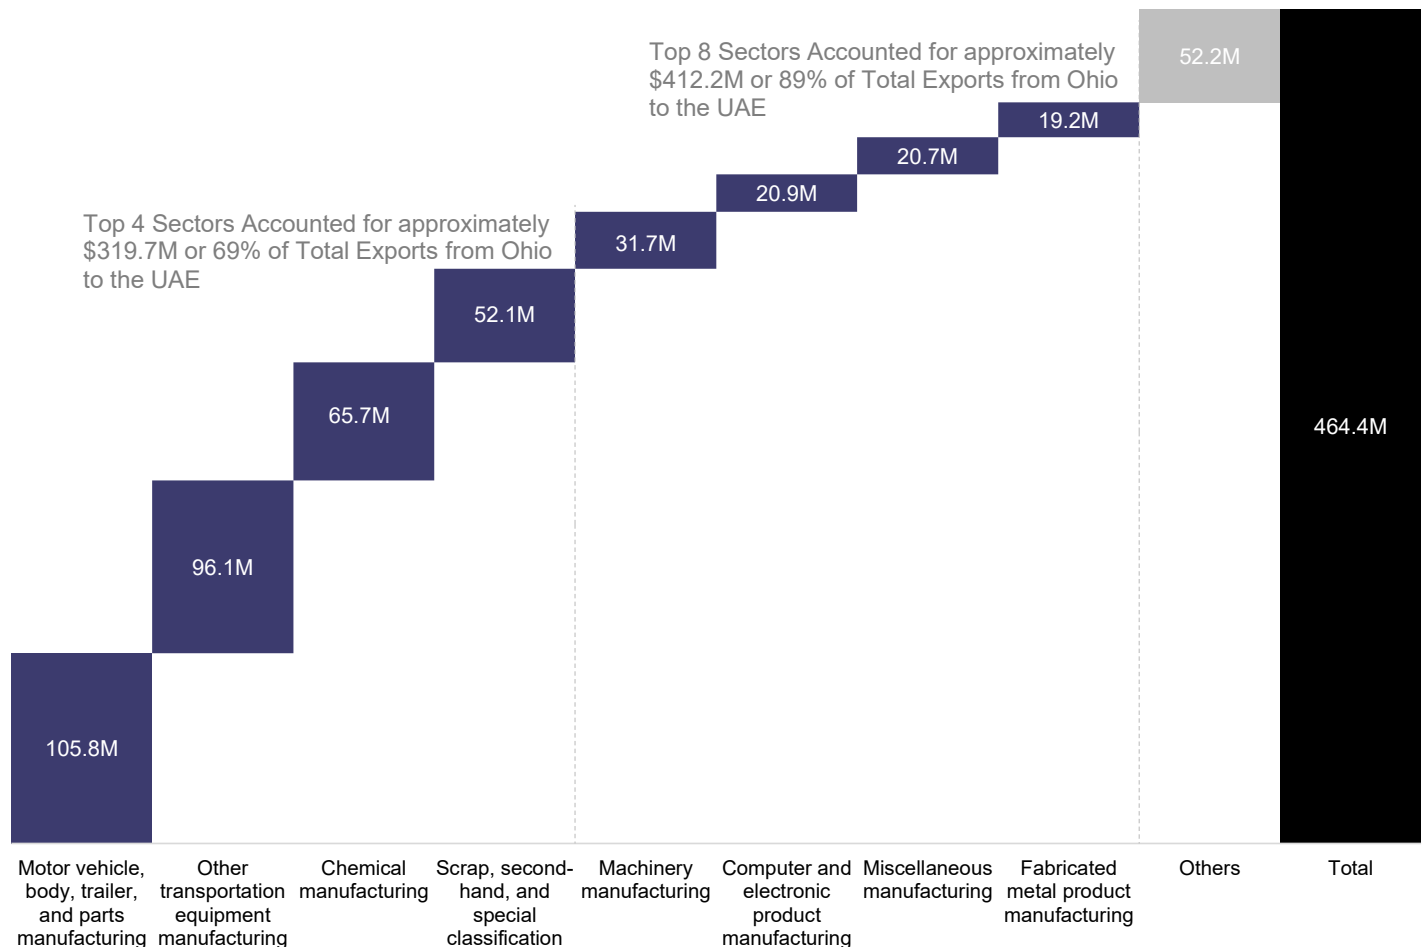 Top 8 Sectors Accounted for approximately
$412.2M or 89% of Total Exports from Ohio
to the UAE
52.2M
19.2M
20.7M
20.9M
Top 4 Sectors Accounted for approximately
$319.7M or 69% of Total Exports from Ohio
to the UAE
31.7M
52.1M
65.7M
464.4M
96.1M
105.8M
Motor vehicle,
body, trailer,
and parts
manufacturing
Other
transportation
equipment
manufacturing
Chemical
manufacturing
Scrap, second-
hand, and
special
classification
Machinery
manufacturing
Computer and
electronic
product
manufacturing
Miscellaneous
manufacturing
Fabricated
metal product
manufacturing
Others
Total